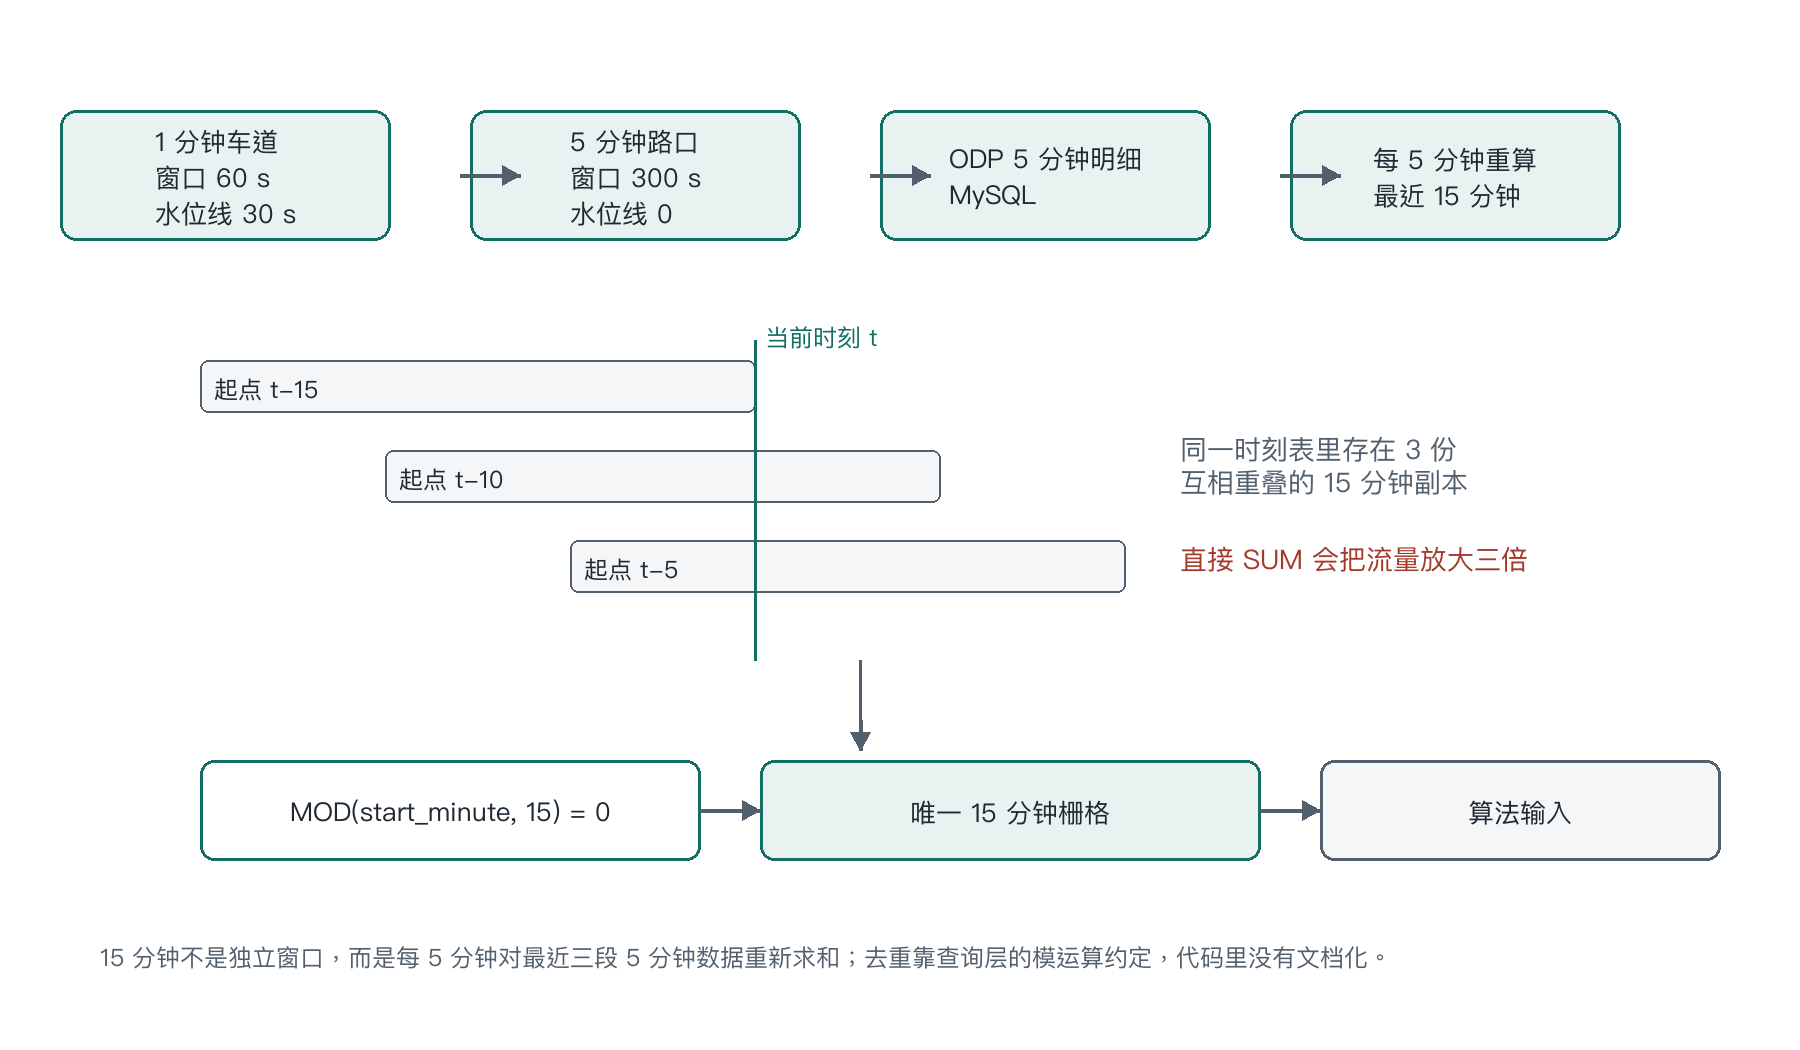 1 分钟车道
窗口 60 s
水位线 30 s
5 分钟路口
窗口 300 s
水位线 0
ODP 5 分钟明细
MySQL
每 5 分钟重算
最近 15 分钟
当前时刻 t
起点 t–15
起点 t–10
起点 t–5
同一时刻表里存在 3 份
互相重叠的 15 分钟副本
直接 SUM 会把流量放大三倍
MOD(start_minute, 15) = 0
唯一 15 分钟栅格
算法输入
15 分钟不是独立窗口，而是每 5 分钟对最近三段 5 分钟数据重新求和；去重靠查询层的模运算约定，代码里没有文档化。